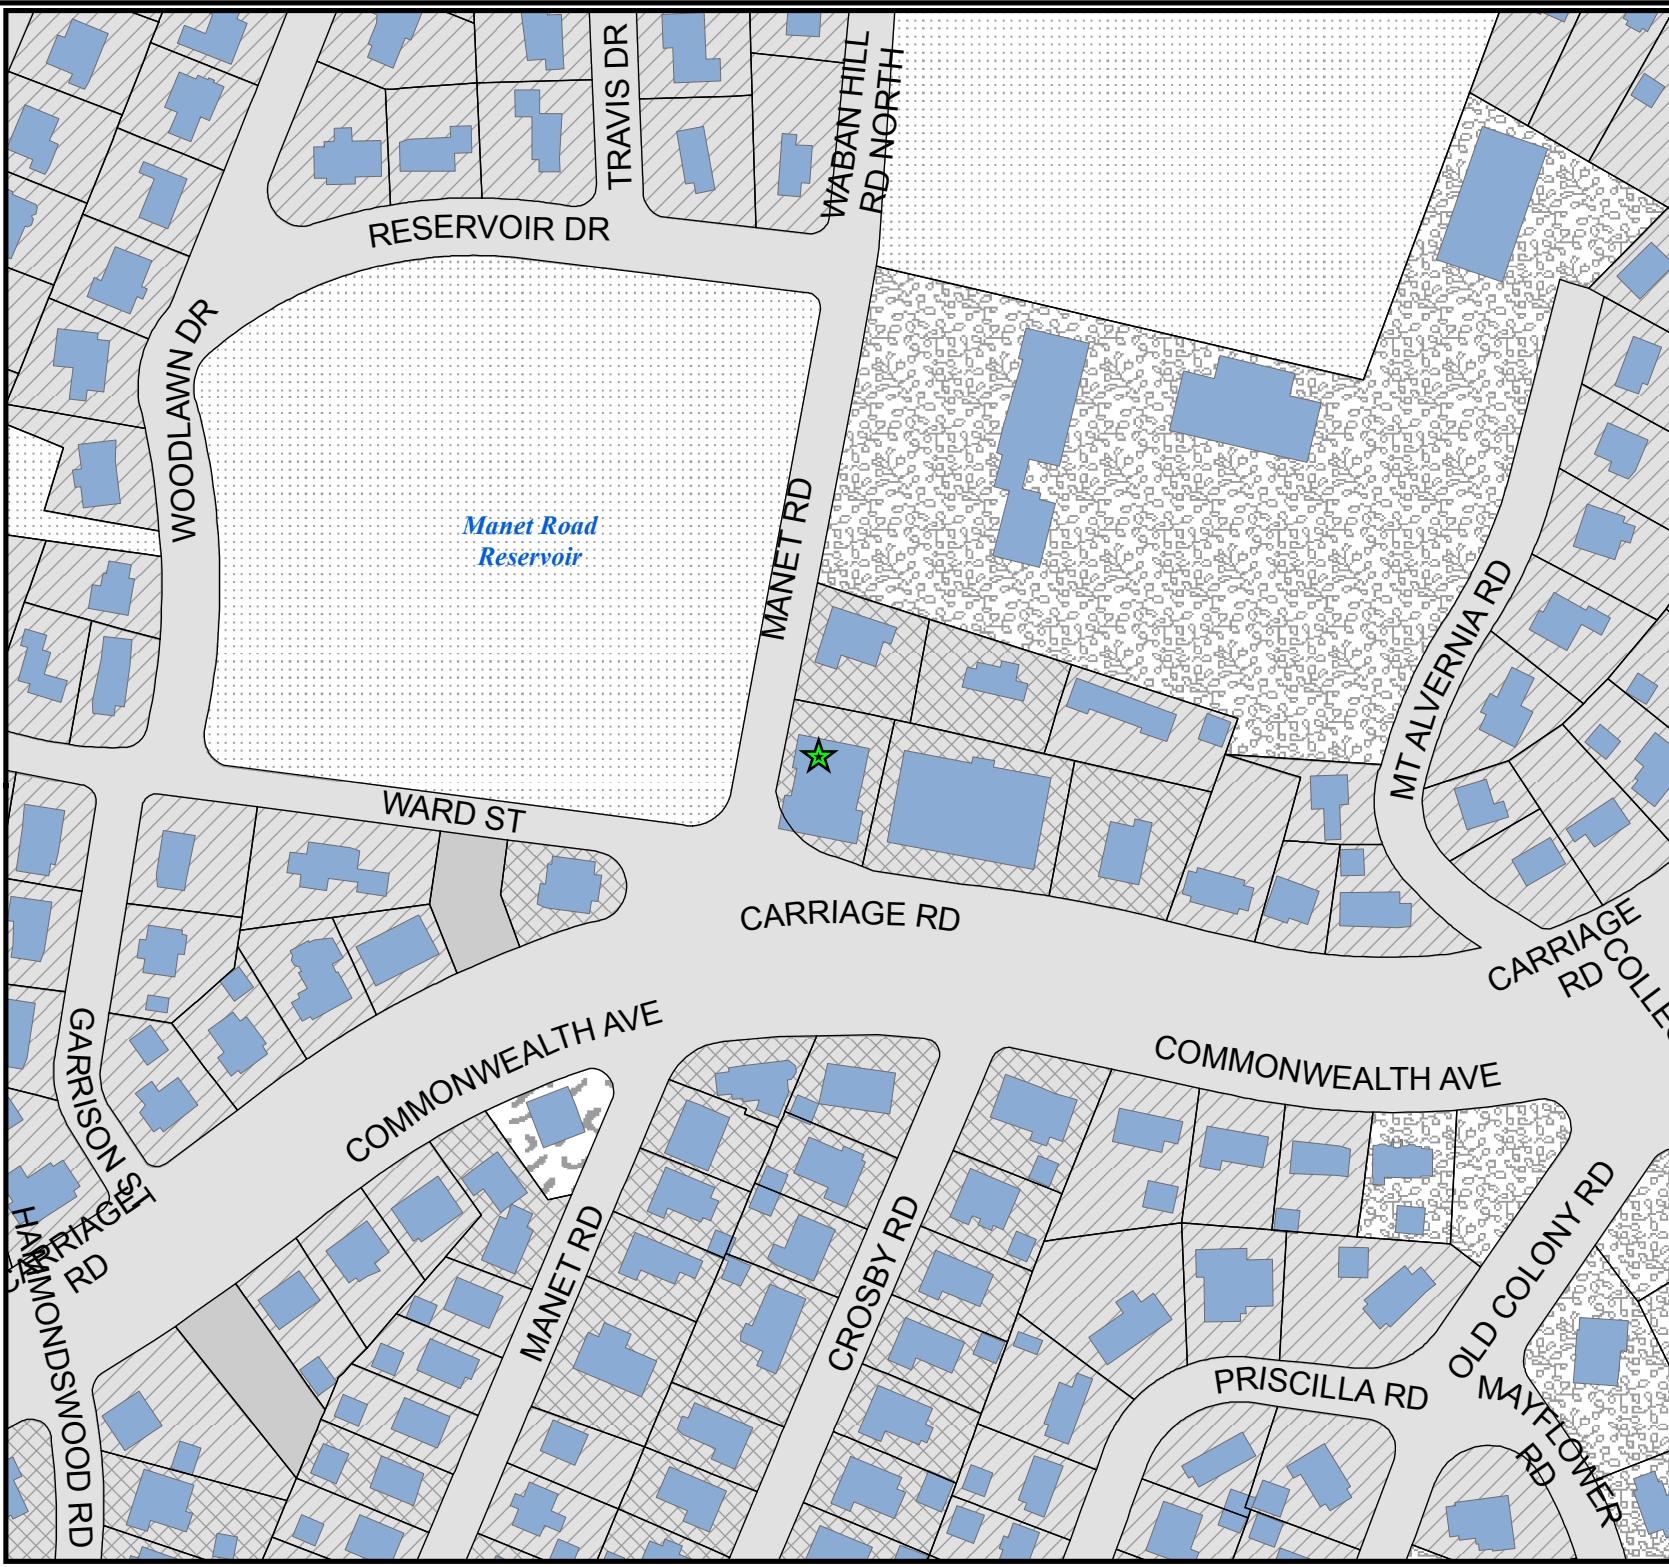 TRAVIS DR
WABAN HILL
RD NORTH
RESERVOIR DR
WOODLAWN DR
Manet Road
Reservoir
MANET RD
MT ALVERNIA RD
WARD ST
CARRIAGE RD
CARRIAGE
RD
COLLEG
GARRISON ST
COMMONWEALTH AVE
COMMONWEALTH AVE
CARRIAGE
RD
HAMMONDSWOOD RD
MANET RD
CROSBY RD
OLD COLONY RD
PRISCILLA RD
MAYFLOWER
RD